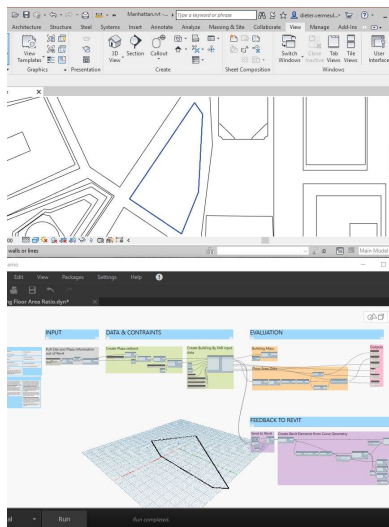 Manhattan.rvt -...
Type a keyword or phrase
dieter.vermeul...
Architecture Structure Steel Systems Insert Annotate Analyze Massing & Site Collaborate View Manage Add-Ins
View Templates
3D View
Section
Callout
Switch Windows
Close Inactive
Tab Views
Tile Views
User Interface
Graphics
Presentation
Create
Sheet Composition
Windows
walls or lines
:0
Main Model
Edit View Packages Settings Help
ng Floor Area Ratio.dyn*
INPUT
DATA & CONTRAINTS
EVALUATION
Create Plaza setback
Building Mass
Outputs
FEEDBACK TO REVIT
Send to Revit
Create Revit Elements from Curve Geometry
Run
Run completed.